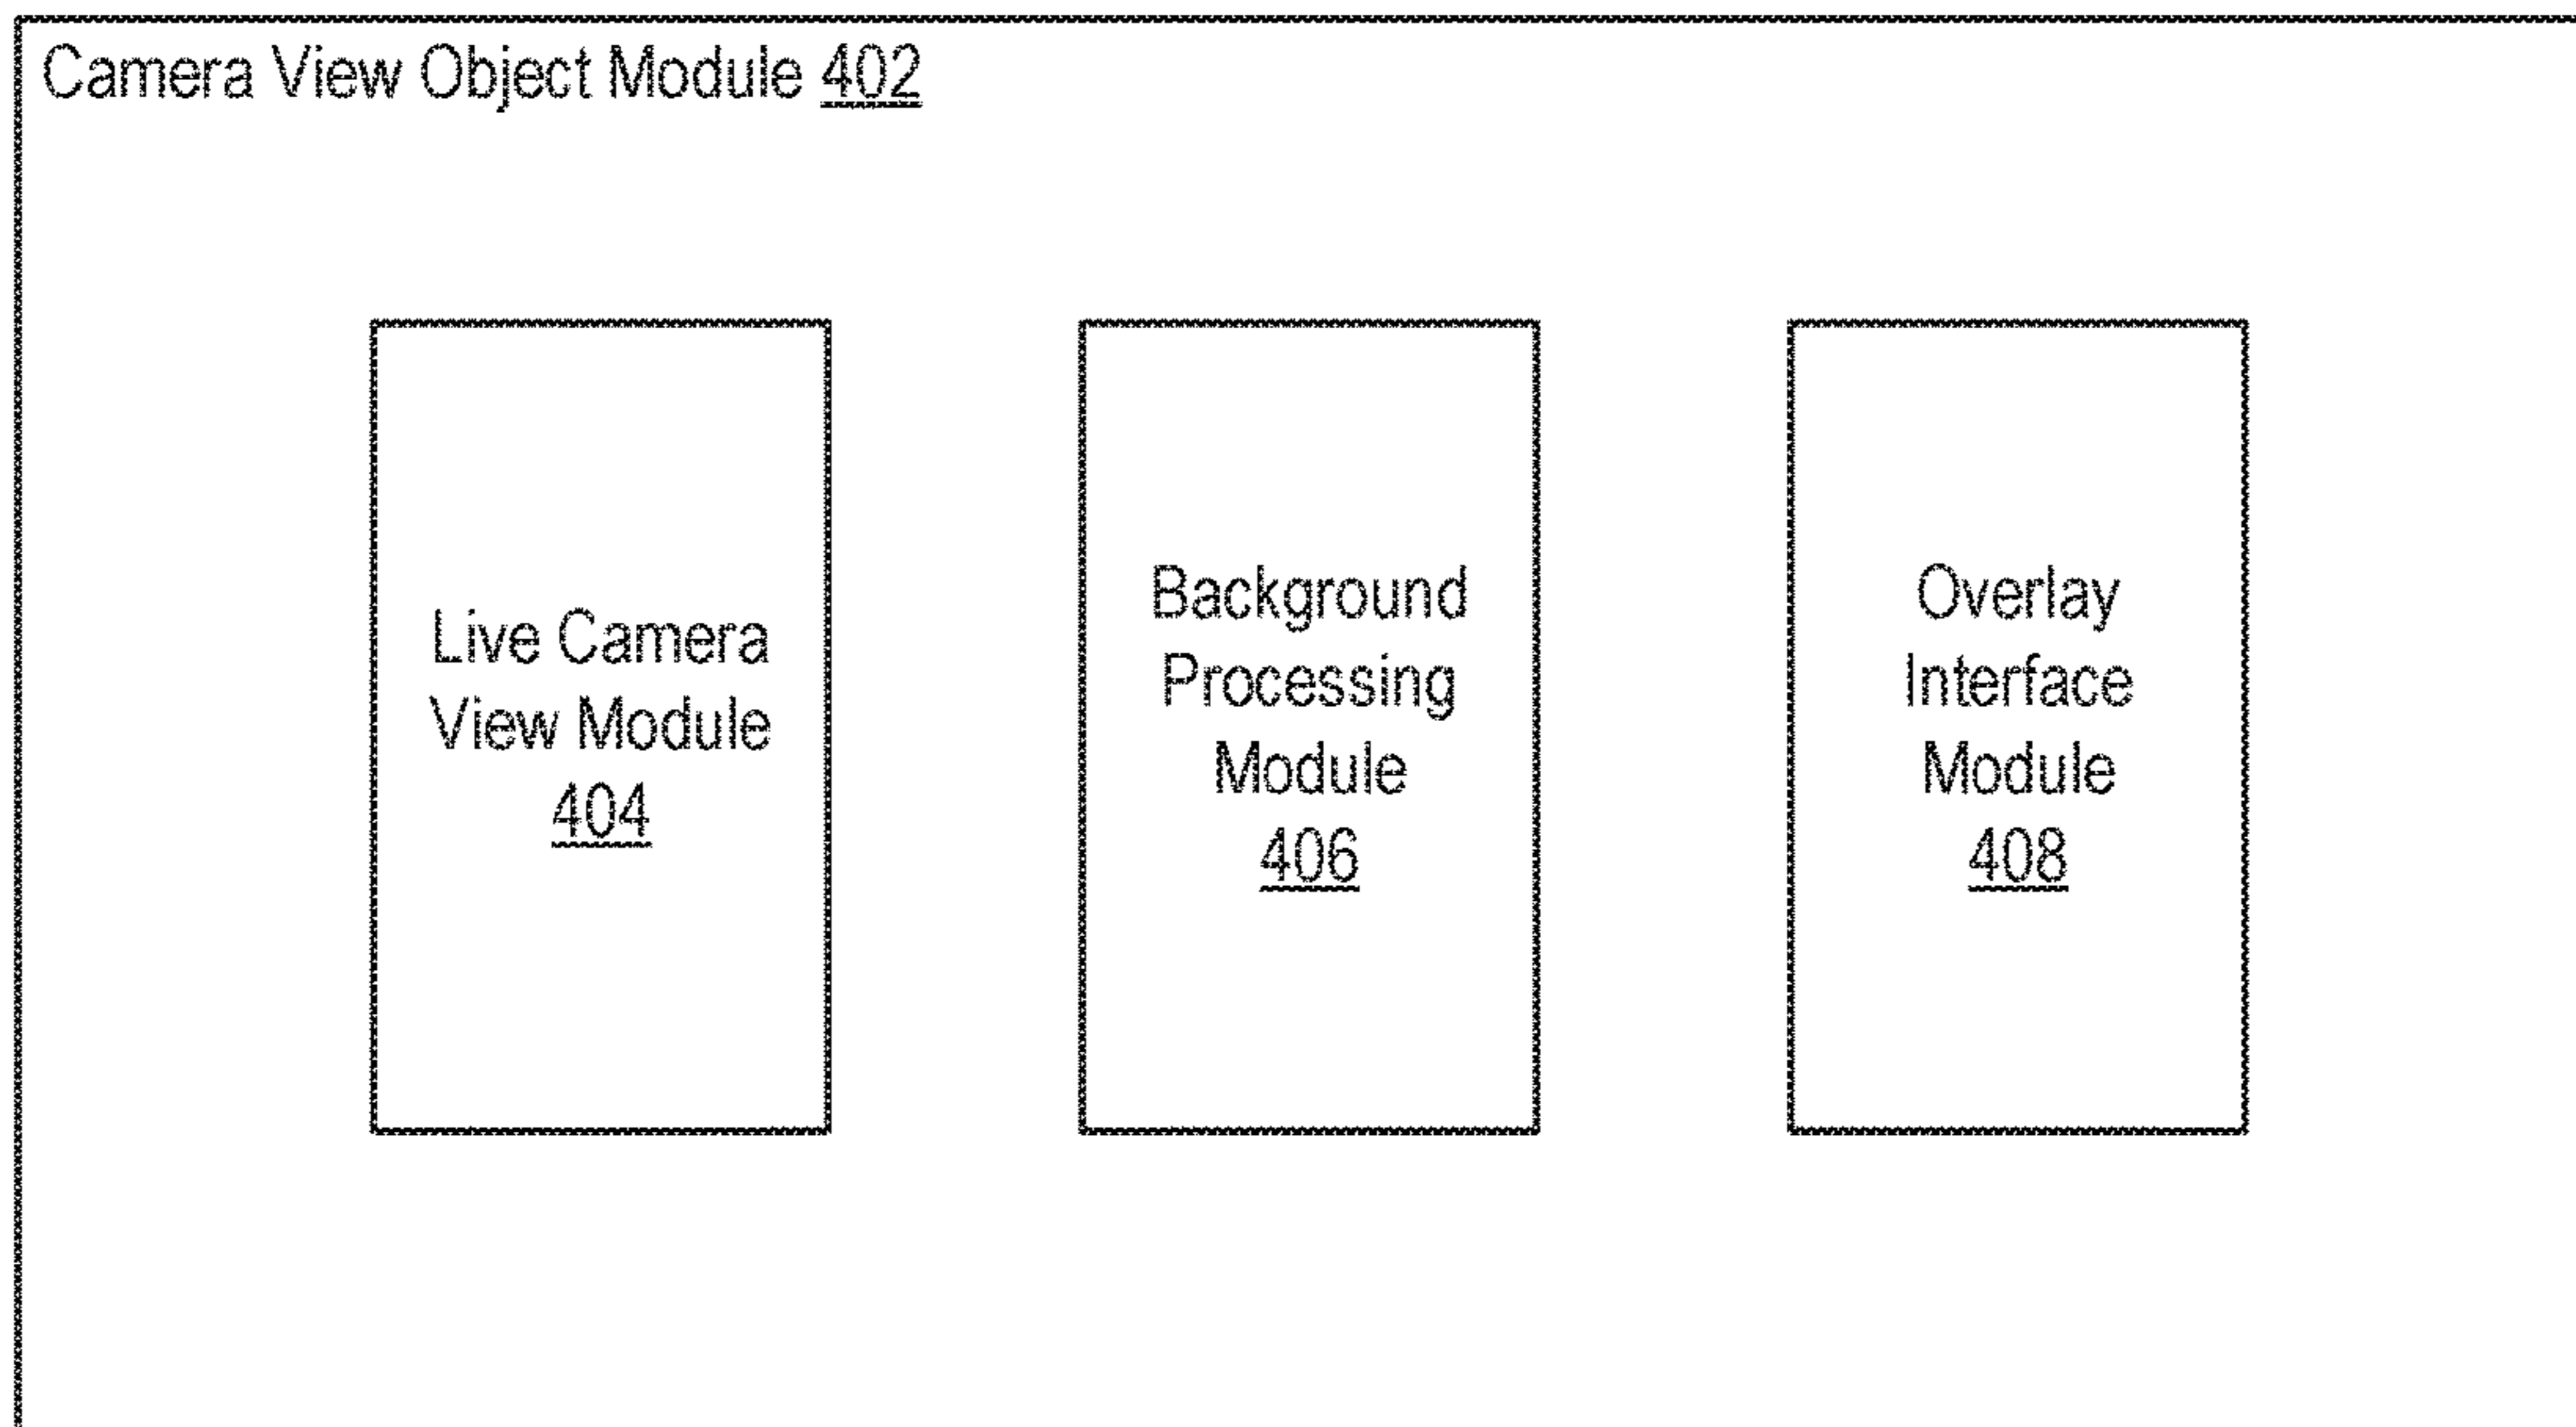 Camera View Object Module 402
Live Camera
View Module
404
Background
Processing
Module
406
Overlay
Interface
Module
408